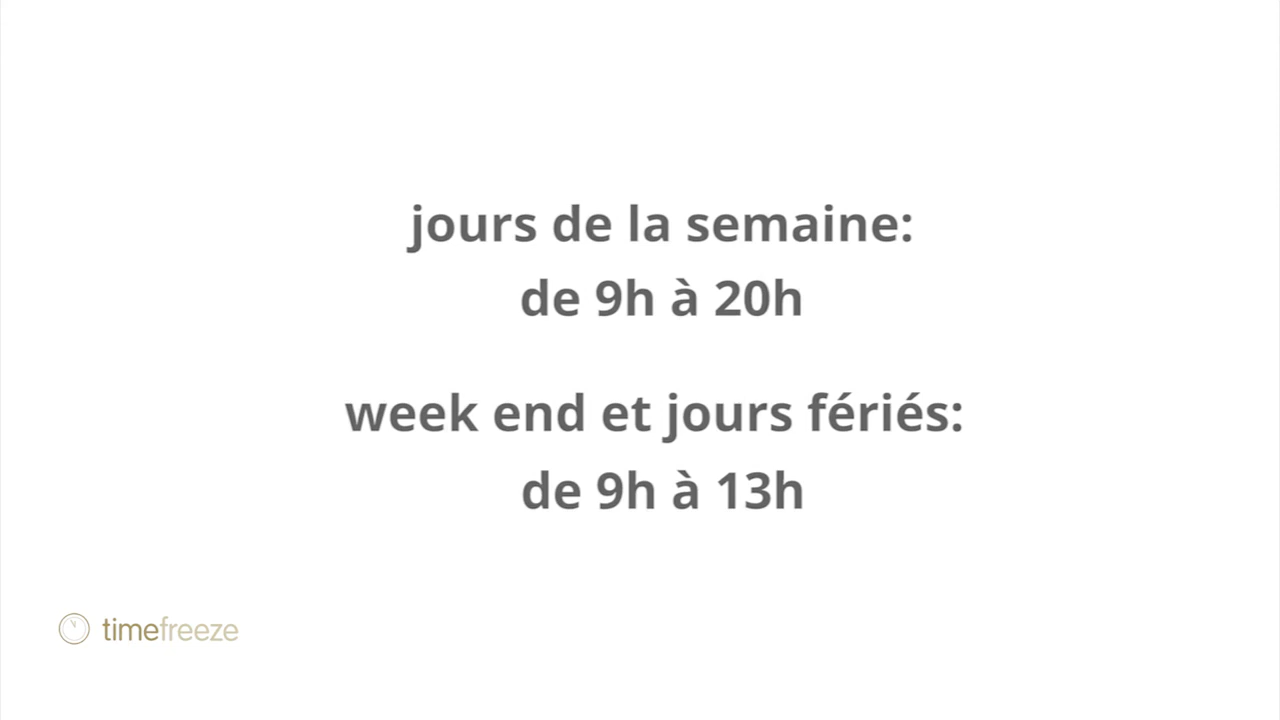 jours de la semaine:
de 9h à 20h
week end et jours fériés:
de 9h à 13h
timefreeze